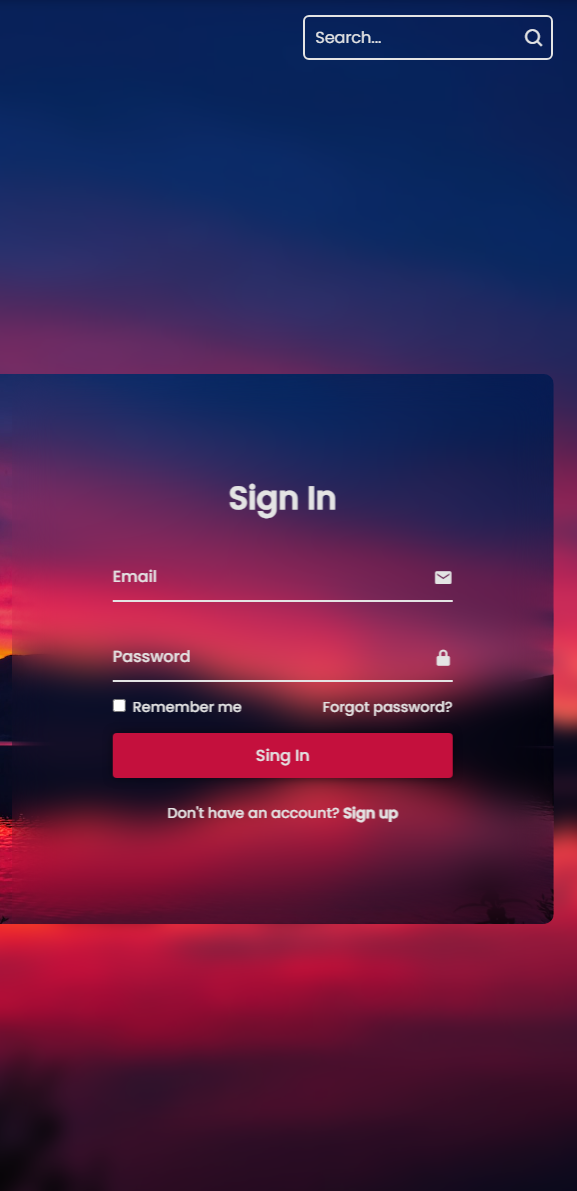 Search...
Sign In
Email
Password
Remember me Forgot password?
Sing In
Don't have an account? Sign up